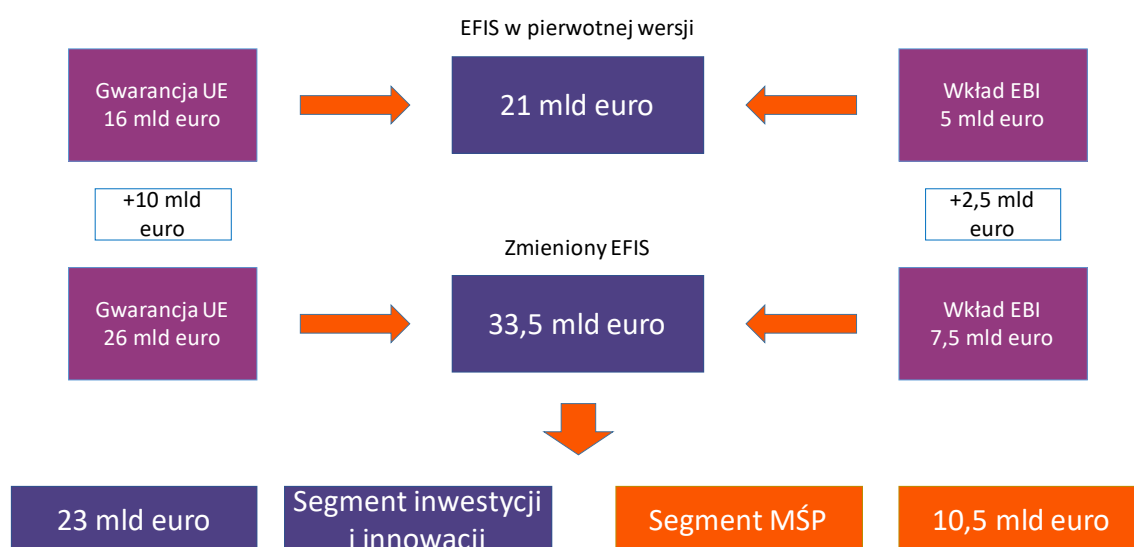 EFIS w pierwotnej wersji
Gwarancja UE
16 mld euro
21 mld euro
Wkład EBI
5 mld euro
+10 mld
euro
+2,5 mld
euro
Zmieniony EFIS
Gwarancja UE
26 mld euro
33,5 mld euro
Wkład EBI
7,5 mld euro
23 mld euro
Segment inwestycji
i innowacji
Segment MŚP
10,5 mld euro